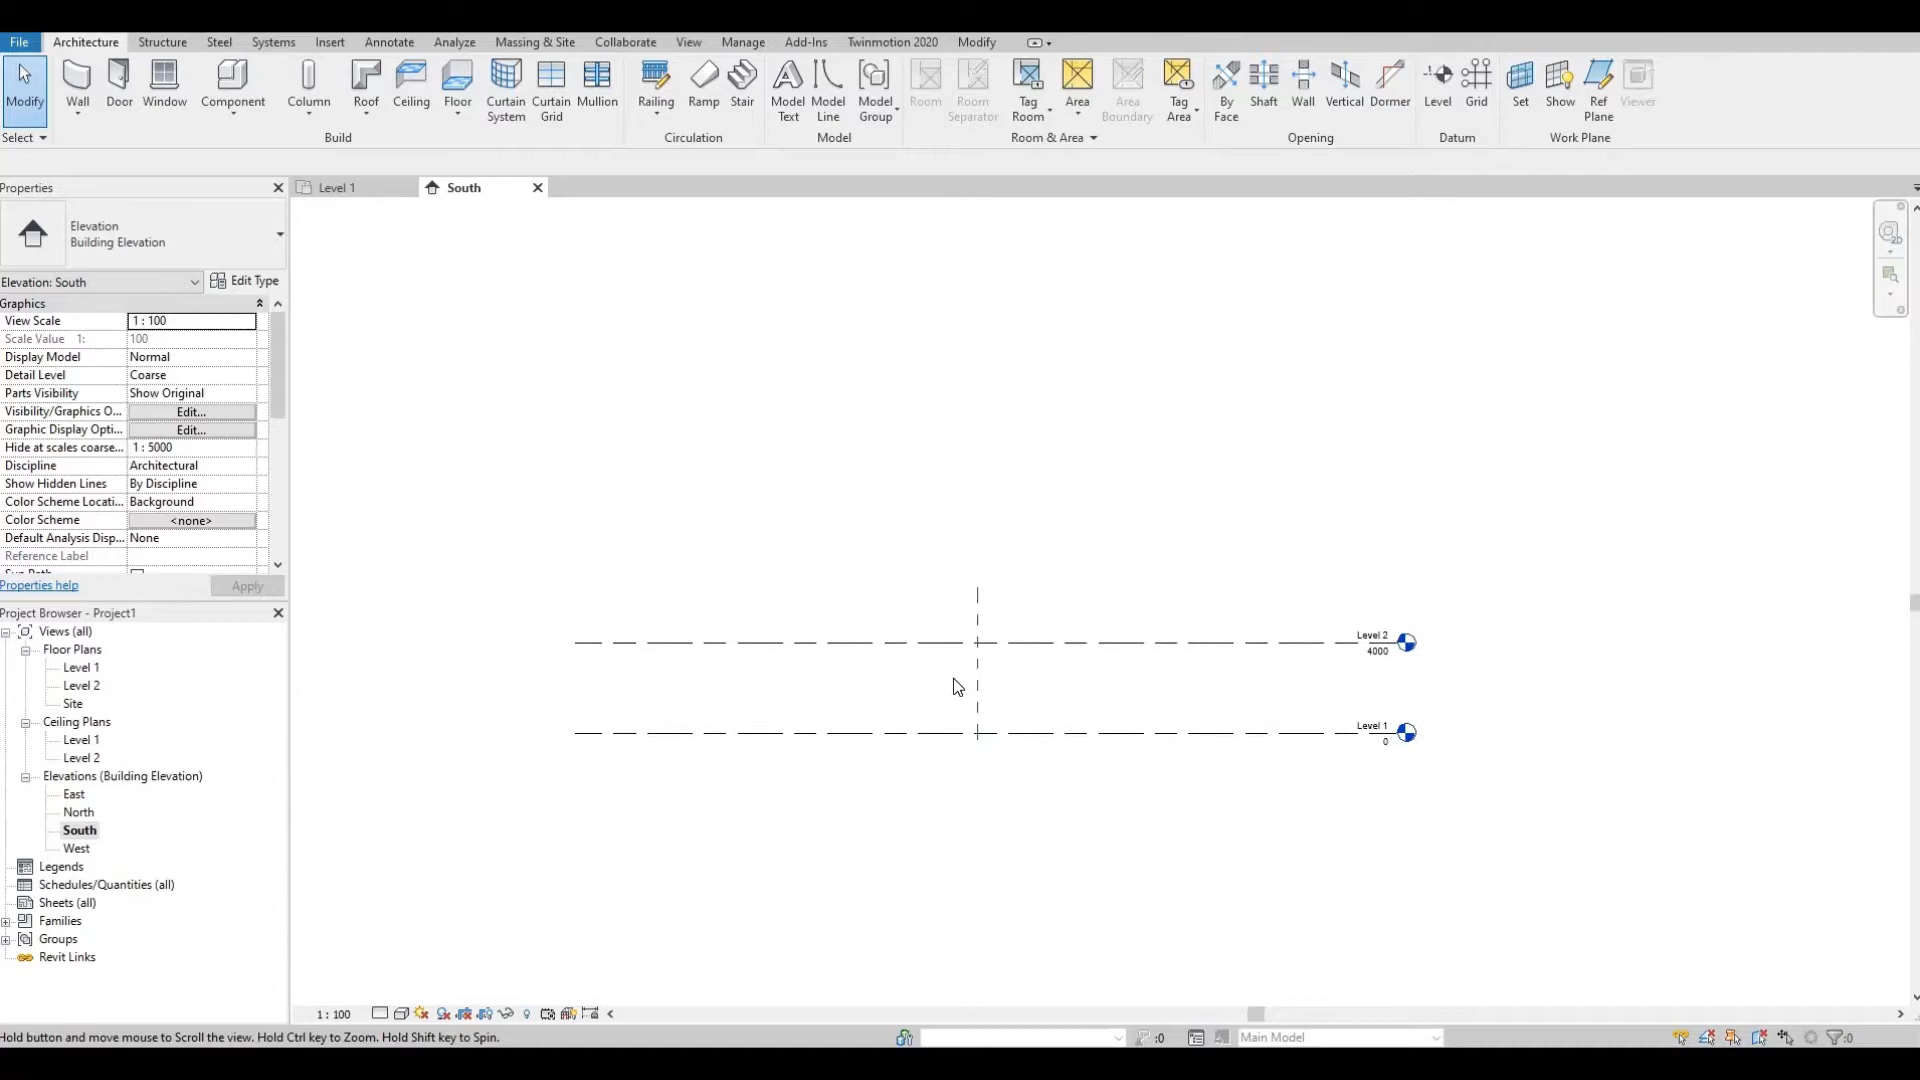 File Architecture Structure Steel Systems Insert Annotate Analyze Massing & Site Collaborate View Manage Add-Ins Twinmotion 2020 Modify
Modify Wall Door Window Component Column Roof Ceiling Floor Curtain System Curtain Grid Mullion Railing Ramp Stair Model Text Model Line Model Group Room Room Separator Tag Room Area Area Boundary Tag Area By Face Shaft Wall Vertical Dormer Level Grid Set Show Ref Plane Viewer
Select Build Circulation Model Room & Area Opening Datum Work Plane
Properties
Level 1 South
Elevation
Building Elevation
Elevation: South Edit Type
Graphics
View Scale 1 : 100
Scale Value 1: 100
Display Model Normal
Detail Level Coarse
Parts Visibility Show Original
Visibility/Graphics O... Edit...
Graphic Display Opti... Edit...
Hide at scales coarse... 1 : 5000
Discipline Architectural
Show Hidden Lines By Discipline
Color Scheme Locati... Background
Color Scheme <none>
Default Analysis Disp... None
Reference Label
Properties help Apply
Project Browser - Project1
Views (all)
Floor Plans
Level 1
Level 2
Site
Ceiling Plans
Level 1
Level 2
Elevations (Building Elevation)
East
North
South
West
Legends
Schedules/Quantities (all)
Sheets (all)
Families
Groups
Revit Links
Level 2
4000
Level 1
0
2D
1 : 100
Hold button and move mouse to Scroll the view. Hold Ctrl key to Zoom. Hold Shift key to Spin. :0 Main Model :0